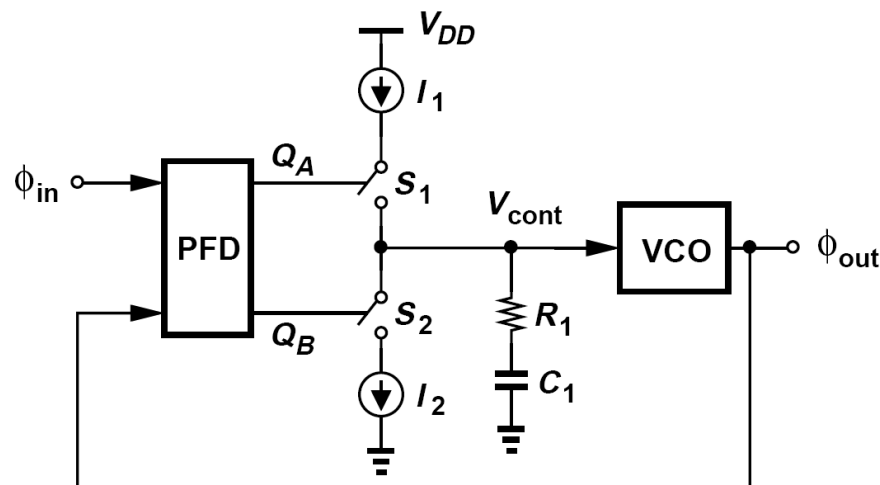 V_DD
I_1
Q_A
ϕ_in
S_1
V_cont
PFD
VCO
ϕ_out
S_2
R_1
Q_B
C_1
I_2